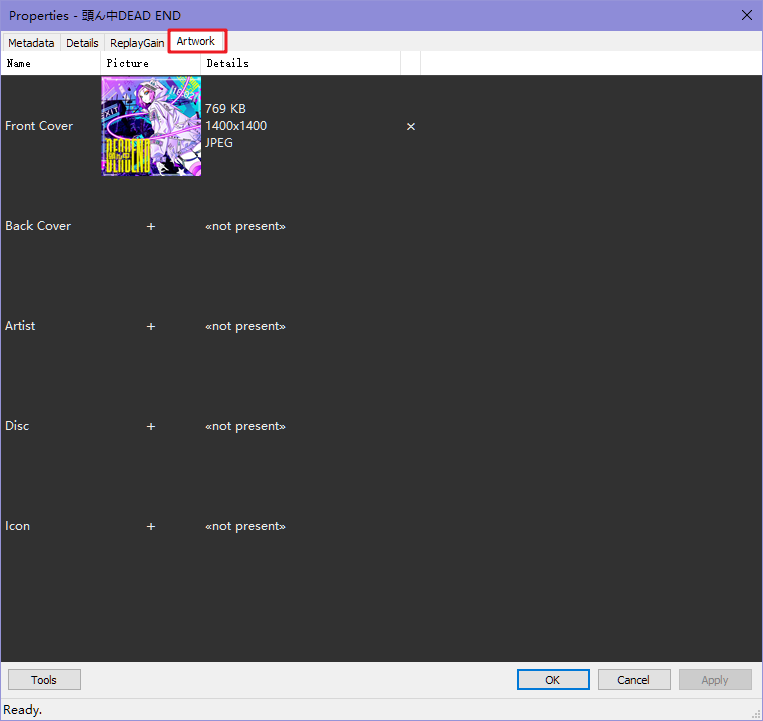 Properties - 頭ん中DEAD END
Metadata Details ReplayGain Artwork
Name Picture Details
Front Cover
769 KB
1400x1400
JPEG
×
EXIT
DEADEND
Back Cover + «not present»
Artist + «not present»
Disc + «not present»
Icon + «not present»
Tools OK Cancel Apply
Ready.